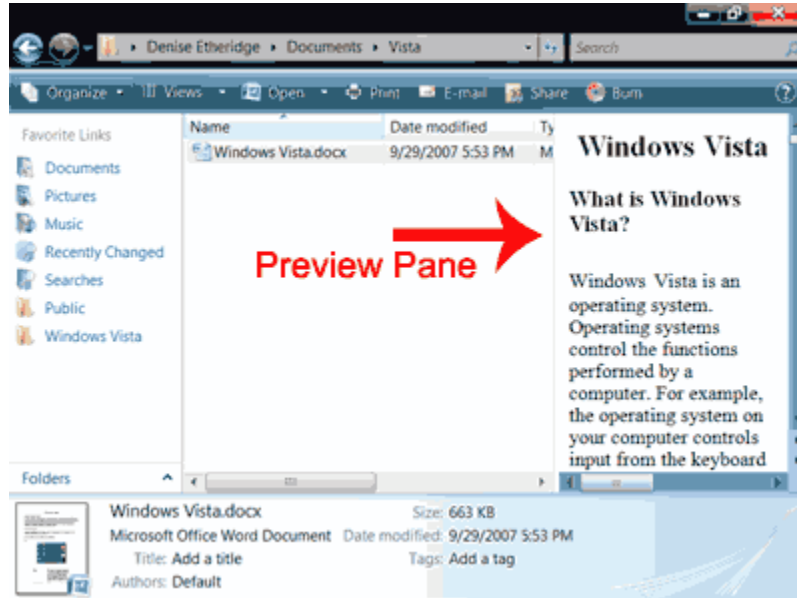 Denise Etheridge Documents Vista Search
Organize Views Open Print E-mail Share Burn ?
Favorite Links
Documents
Pictures
Music
Recently Changed
Searches
Public
Windows Vista
Folders
Name Date modified Ty
Windows Vista.docx 9/29/2007 5:53 PM M
Preview Pane
Windows Vista
What is Windows
Vista?
Windows Vista is an
operating system.
Operating systems
control the functions
performed by a
computer. For example,
the operating system on
your computer controls
input from the keyboard
Windows Vista.docx Size: 663 KB
Microsoft Office Word Document Date modified: 9/29/2007 5:53 PM
Title: Add a title Tags: Add a tag
Authors: Default